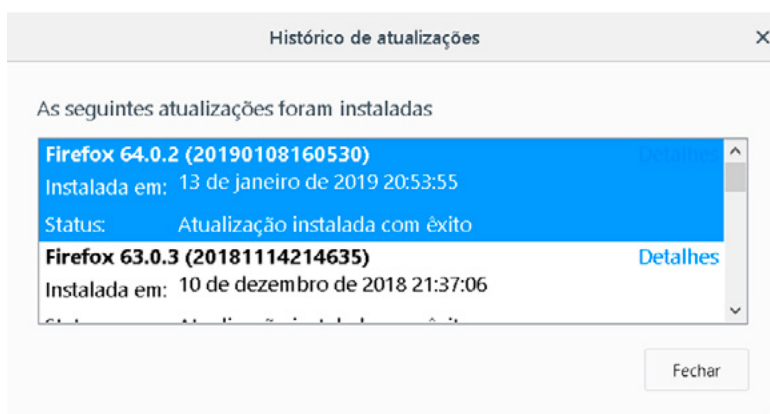 Histórico de atualizações
As seguintes atualizações foram instaladas
Firefox 64.0.2 (20190108160530) Detalhes
Instalada em: 13 de janeiro de 2019 20:53:55
Status: Atualização instalada com êxito
Firefox 63.0.3 (20181114214635) Detalhes
Instalada em: 10 de dezembro de 2018 21:37:06
Fechar